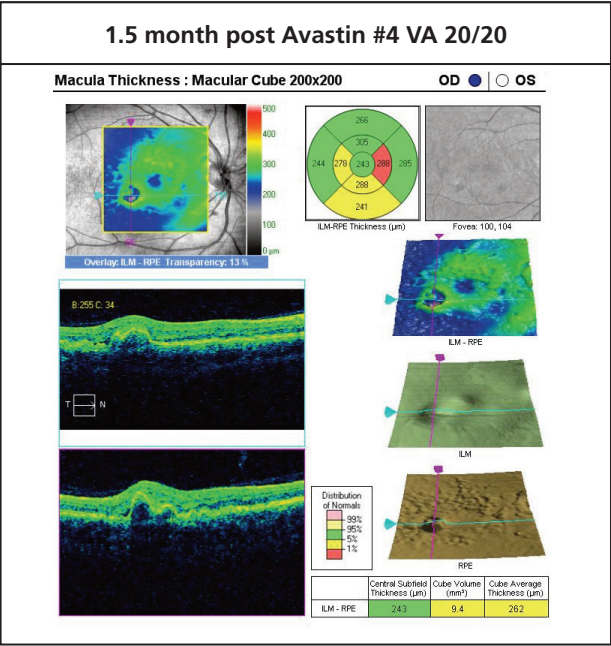 1.5 month post Avastin #4 VA 20/20
Macula Thickness : Macular Cube 200x200 OD OS
500
400
300
200
100
0 µm
Overlay: ILM - RPE Transparency: 13 %
266
305
244 278 243 288 285
288
241
ILM-RPE Thickness (µm)
Fovea: 100, 104
ILM - RPE
B:255 C: 34
T N
ILM
Distribution
of Normals
99%
95%
5%
1%
RPE
Central Subfield Thickness (µm) Cube Volume (mm³) Cube Average Thickness (µm)
ILM - RPE 243 9.4 262